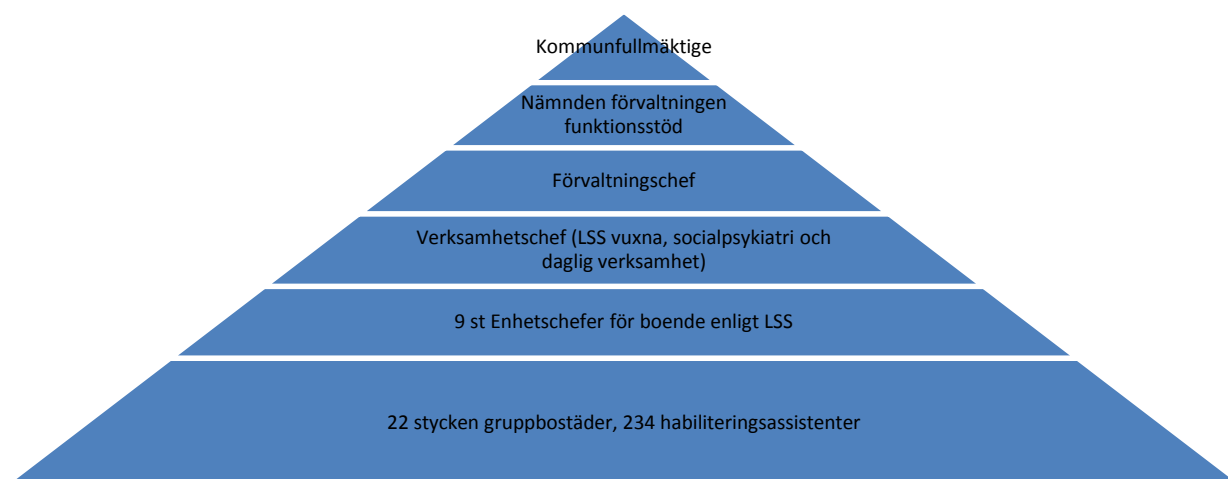 Kommunfullmäktige
Nämnden förvaltningen
funktionsstöd
Förvaltningschef
Verksamhetschef (LSS vuxna, socialpsykiatri och
daglig verksamhet)
9 st Enhetschefer för boende enligt LSS
22 stycken gruppbostäder, 234 habiliteringsassistenter